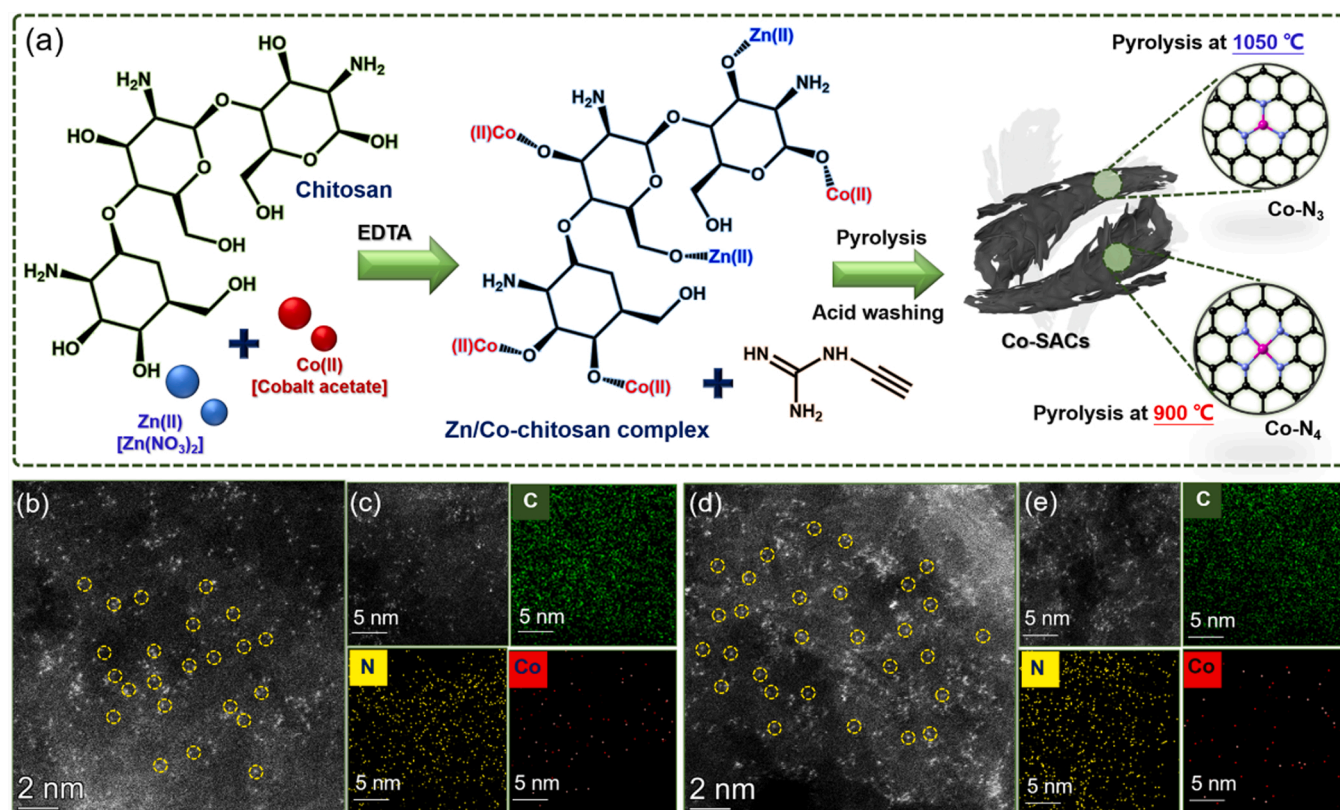 (a)
HO
OH
NH₂
H₂N
O
HO
O
O
OH
OH
Chitosan
O
OH
H₂N
OH
HO
OH
Zn(II)
[Zn(NO₃)₂]
Co(II)
[Cobalt acetate]
EDTA
Zn(II)
O
NH₂
H₂N
O
(II)Co
O
O
O
O
Co(II)
OH
O
O
Zn(II)
H₂N
OH
(II)Co
O
O
Co(II)
Zn/Co-chitosan complex
HN
NH
NH₂
Pyrolysis
Acid washing
Pyrolysis at 1050 ℃
Co-N₃
Co-SACs
Pyrolysis at 900 ℃
Co-N₄
(b)
2 nm
(c)
5 nm
C
5 nm
N
5 nm
Co
5 nm
(d)
2 nm
(e)
5 nm
C
5 nm
N
5 nm
Co
5 nm